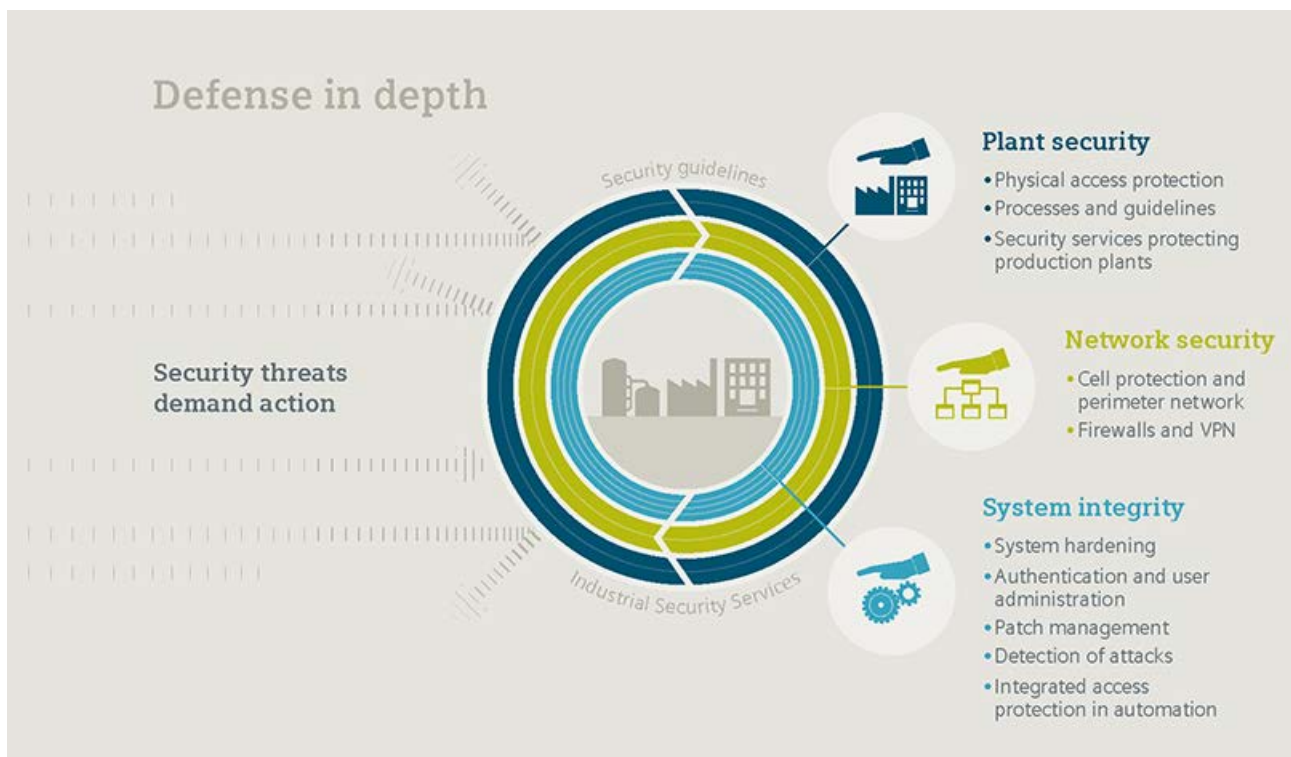 Defense in depth
Security guidelines
Security threats
demand action
Industrial Security Services
Plant security
•Physical access protection
•Processes and guidelines
•Security services protecting
production plants
Network security
•Cell protection and
perimeter network
•Firewalls and VPN
System integrity
•System hardening
•Authentication and user
administration
•Patch management
•Detection of attacks
•Integrated access
protection in automation